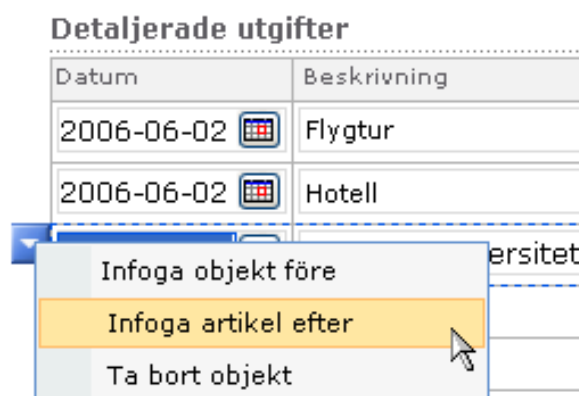 Detaljerade utgifter
Datum Beskrivning
2006-06-02 Flygtur
2006-06-02 Hotell
Infoga objekt före
Infoga artikel efter
Ta bort objekt